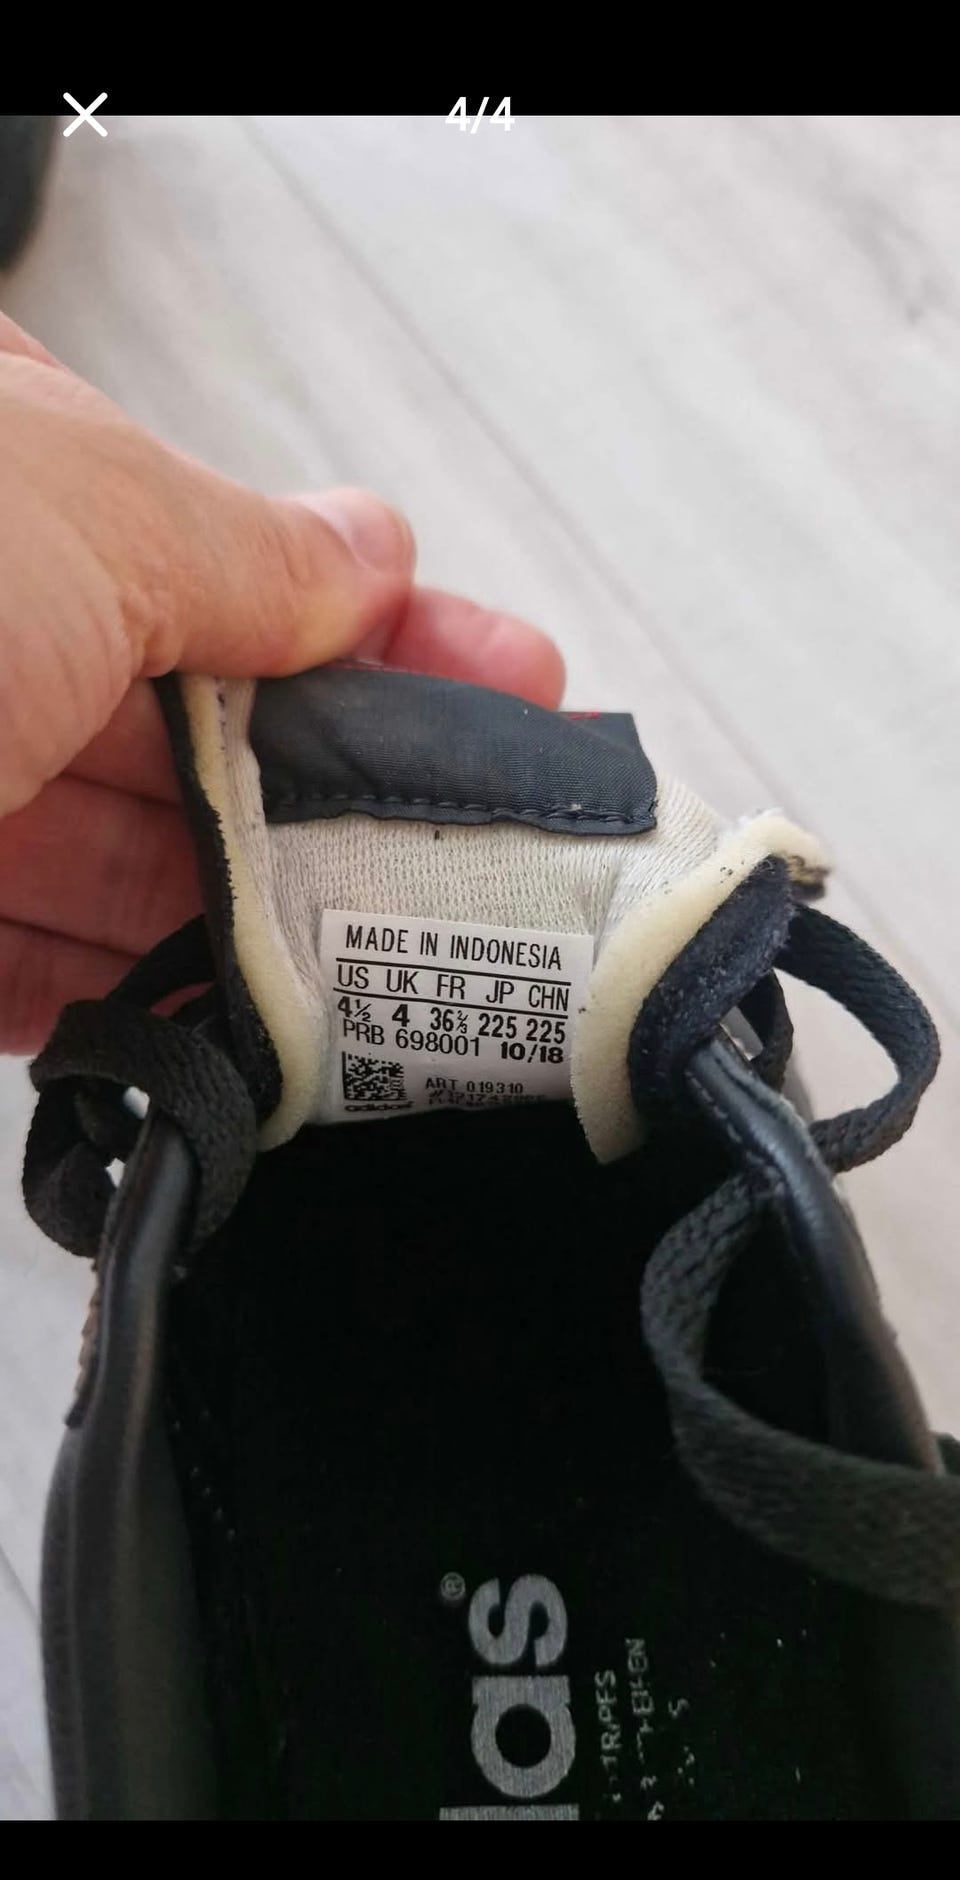 4/4
MADE IN INDONESIA
US UK FR JP CHN
4½ 4 36⅔ 225 225
PRB 698001 10/18
ART 019310
adidas
®
das